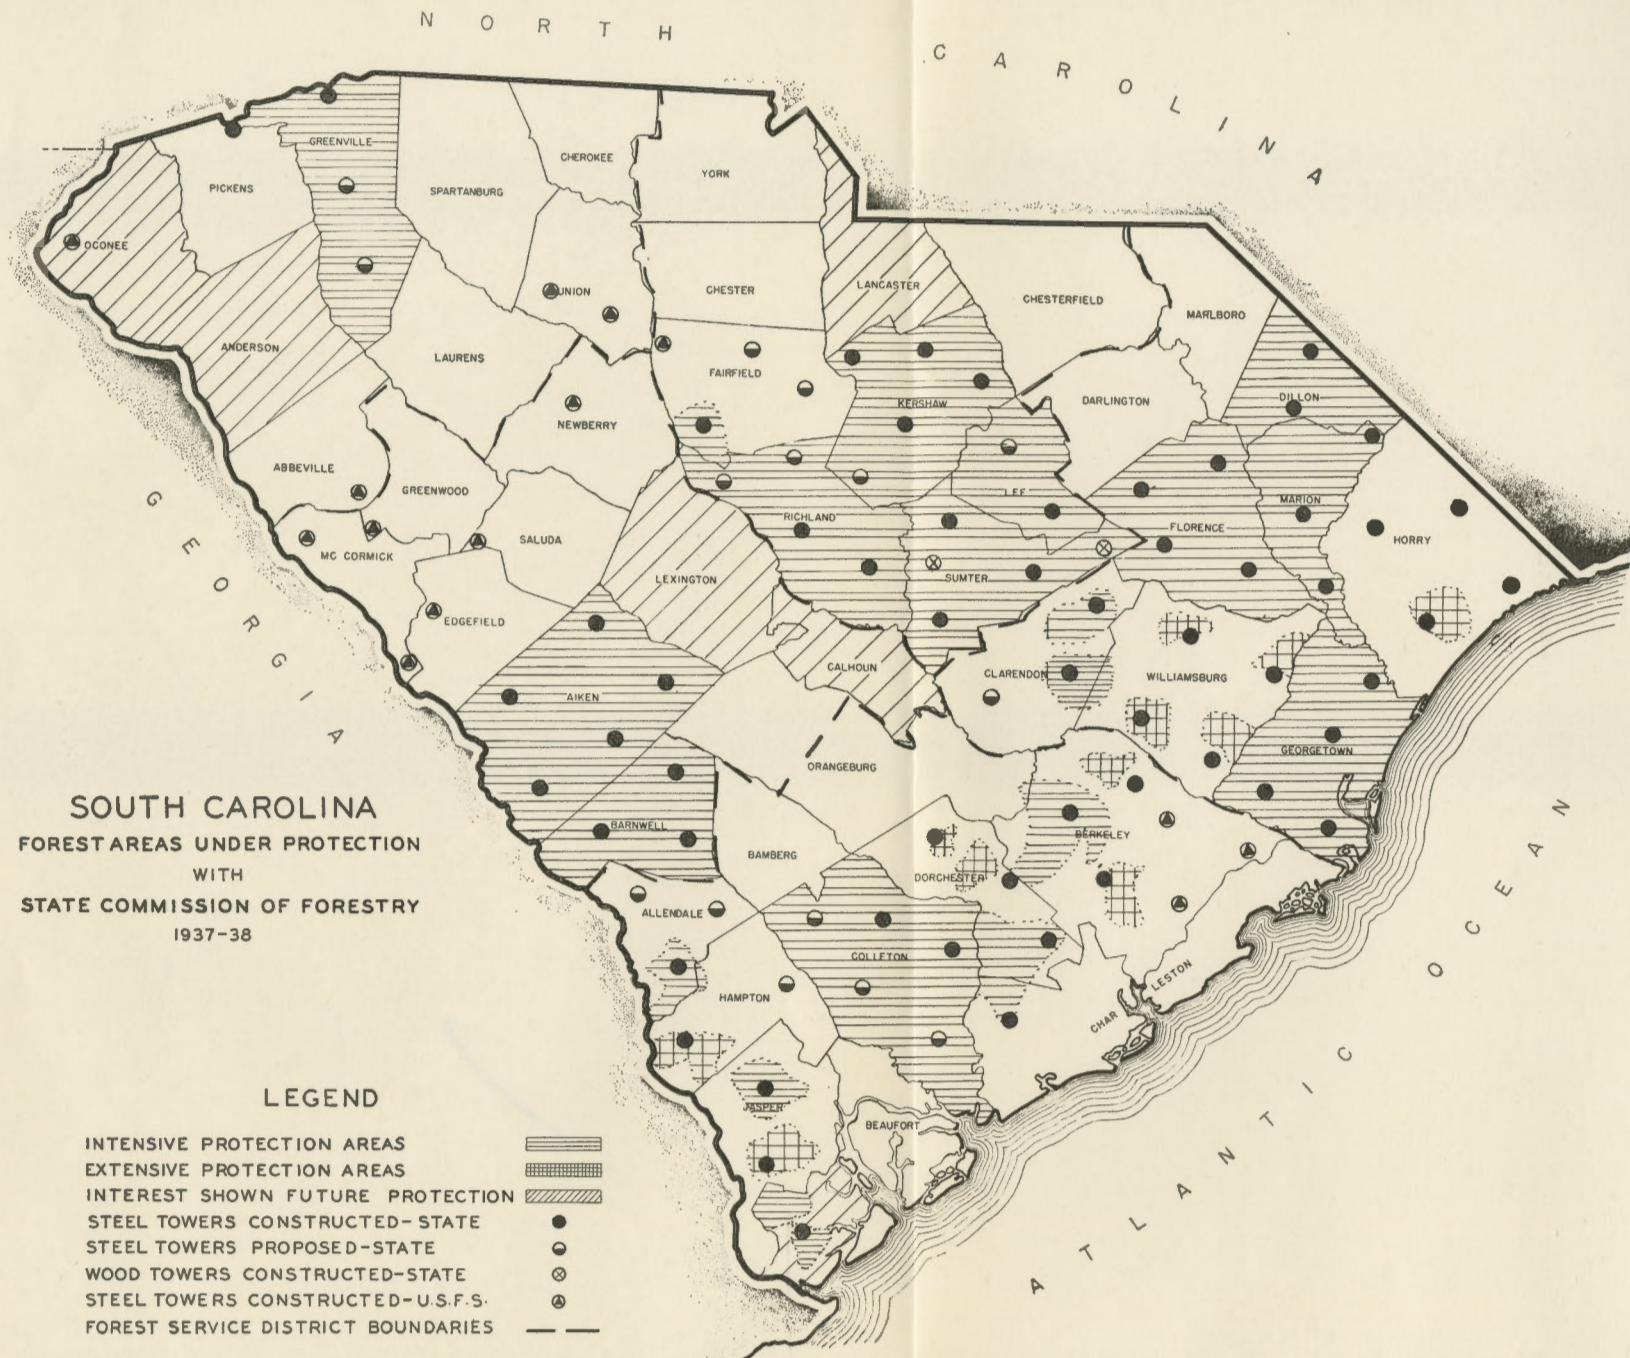 NORTH
CAROLINA
GREENVILLE
PICKENS
CHEROKEE
SPARTANBURG
YORK
OCONEE
UNION
CHESTER
LANCASTER
CHESTERFIELD
MARLBORO
ANDERSON
LAURENS
FAIRFIELD
KERSHAW
DARLINGTON
DILLON
NEWBERRY
ABBEVILLE
GREENWOOD
LEE
MARION
RICHLAND
FLORENCE
HORRY
SALUDA
MC CORMICK
LEXINGTON
SUMTER
EDGEFIELD
GEORGIA
CALHOUN
CLARENDON
WILLIAMSBURG
AIKEN
GEORGETOWN
ORANGEBURG
BARNWELL
BERKELEY
BAMBERG
DORCHESTER
ALLENDALE
COLLETON
HAMPTON
CHAR
LESTON
JASPER
BEAUFORT
ATLANTIC OCEAN
SOUTH CAROLINA
FOREST AREAS UNDER PROTECTION
WITH
STATE COMMISSION OF FORESTRY
1937-38
LEGEND
INTENSIVE PROTECTION AREAS
EXTENSIVE PROTECTION AREAS
INTEREST SHOWN FUTURE PROTECTION
STEEL TOWERS CONSTRUCTED-STATE
STEEL TOWERS PROPOSED-STATE
WOOD TOWERS CONSTRUCTED-STATE
STEEL TOWERS CONSTRUCTED-U.S.F.S.
FOREST SERVICE DISTRICT BOUNDARIES